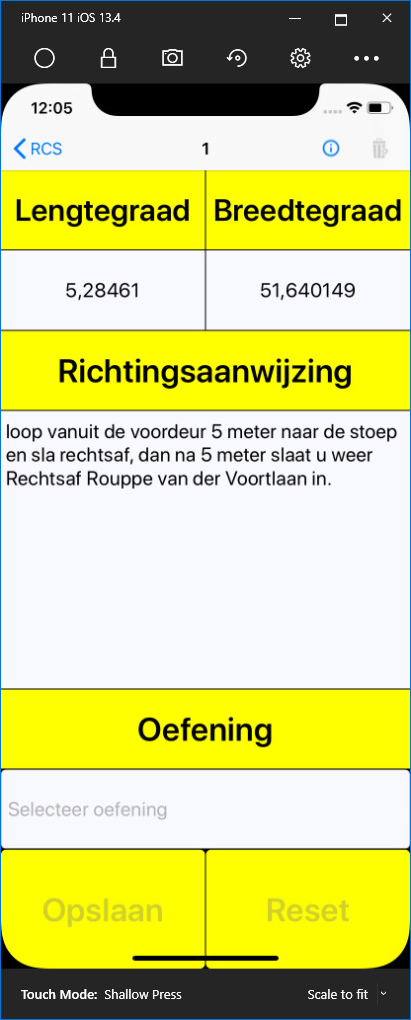 iPhone 11 iOS 13.4
12:05
RCS 1
Lengtegraad Breedtegraad
5,28461 51,640149
Richtingsaanwijzing
loop vanuit de voordeur 5 meter naar de stoep
en sla rechtsaf, dan na 5 meter slaat u weer
Rechtsaf Rouppe van der Voortlaan in.
Oefening
Selecteer oefening
Opslaan Reset
Touch Mode: Shallow Press Scale to fit